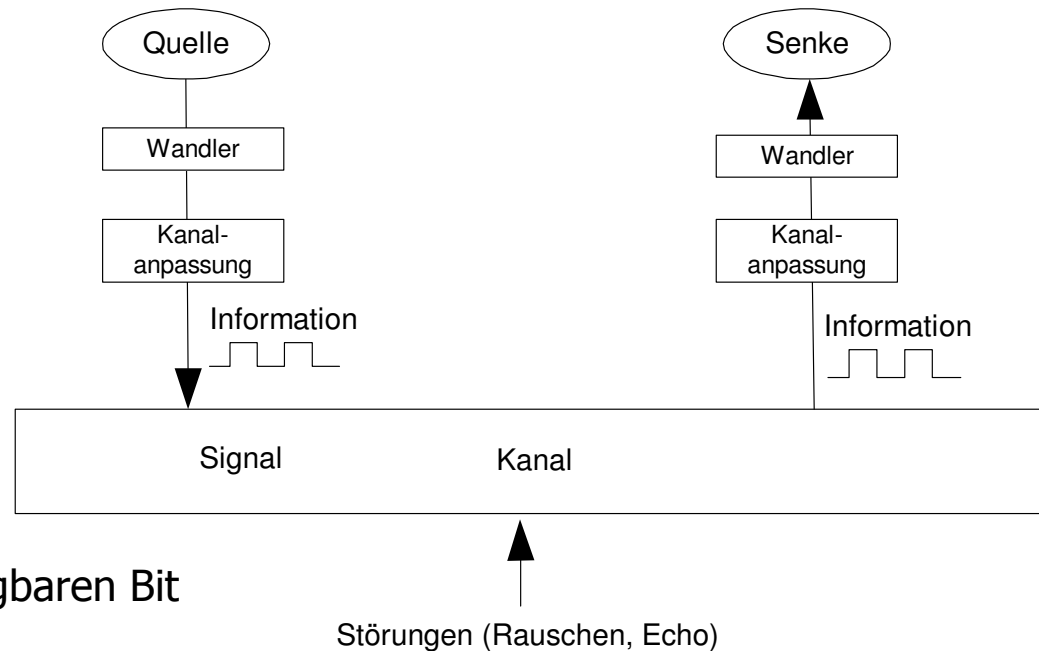 Quelle
Senke
Wandler
Wandler
Kanal-
anpassung
Kanal-
anpassung
Information
Information
Signal
Kanal
gbaren Bit
Störungen (Rauschen, Echo)